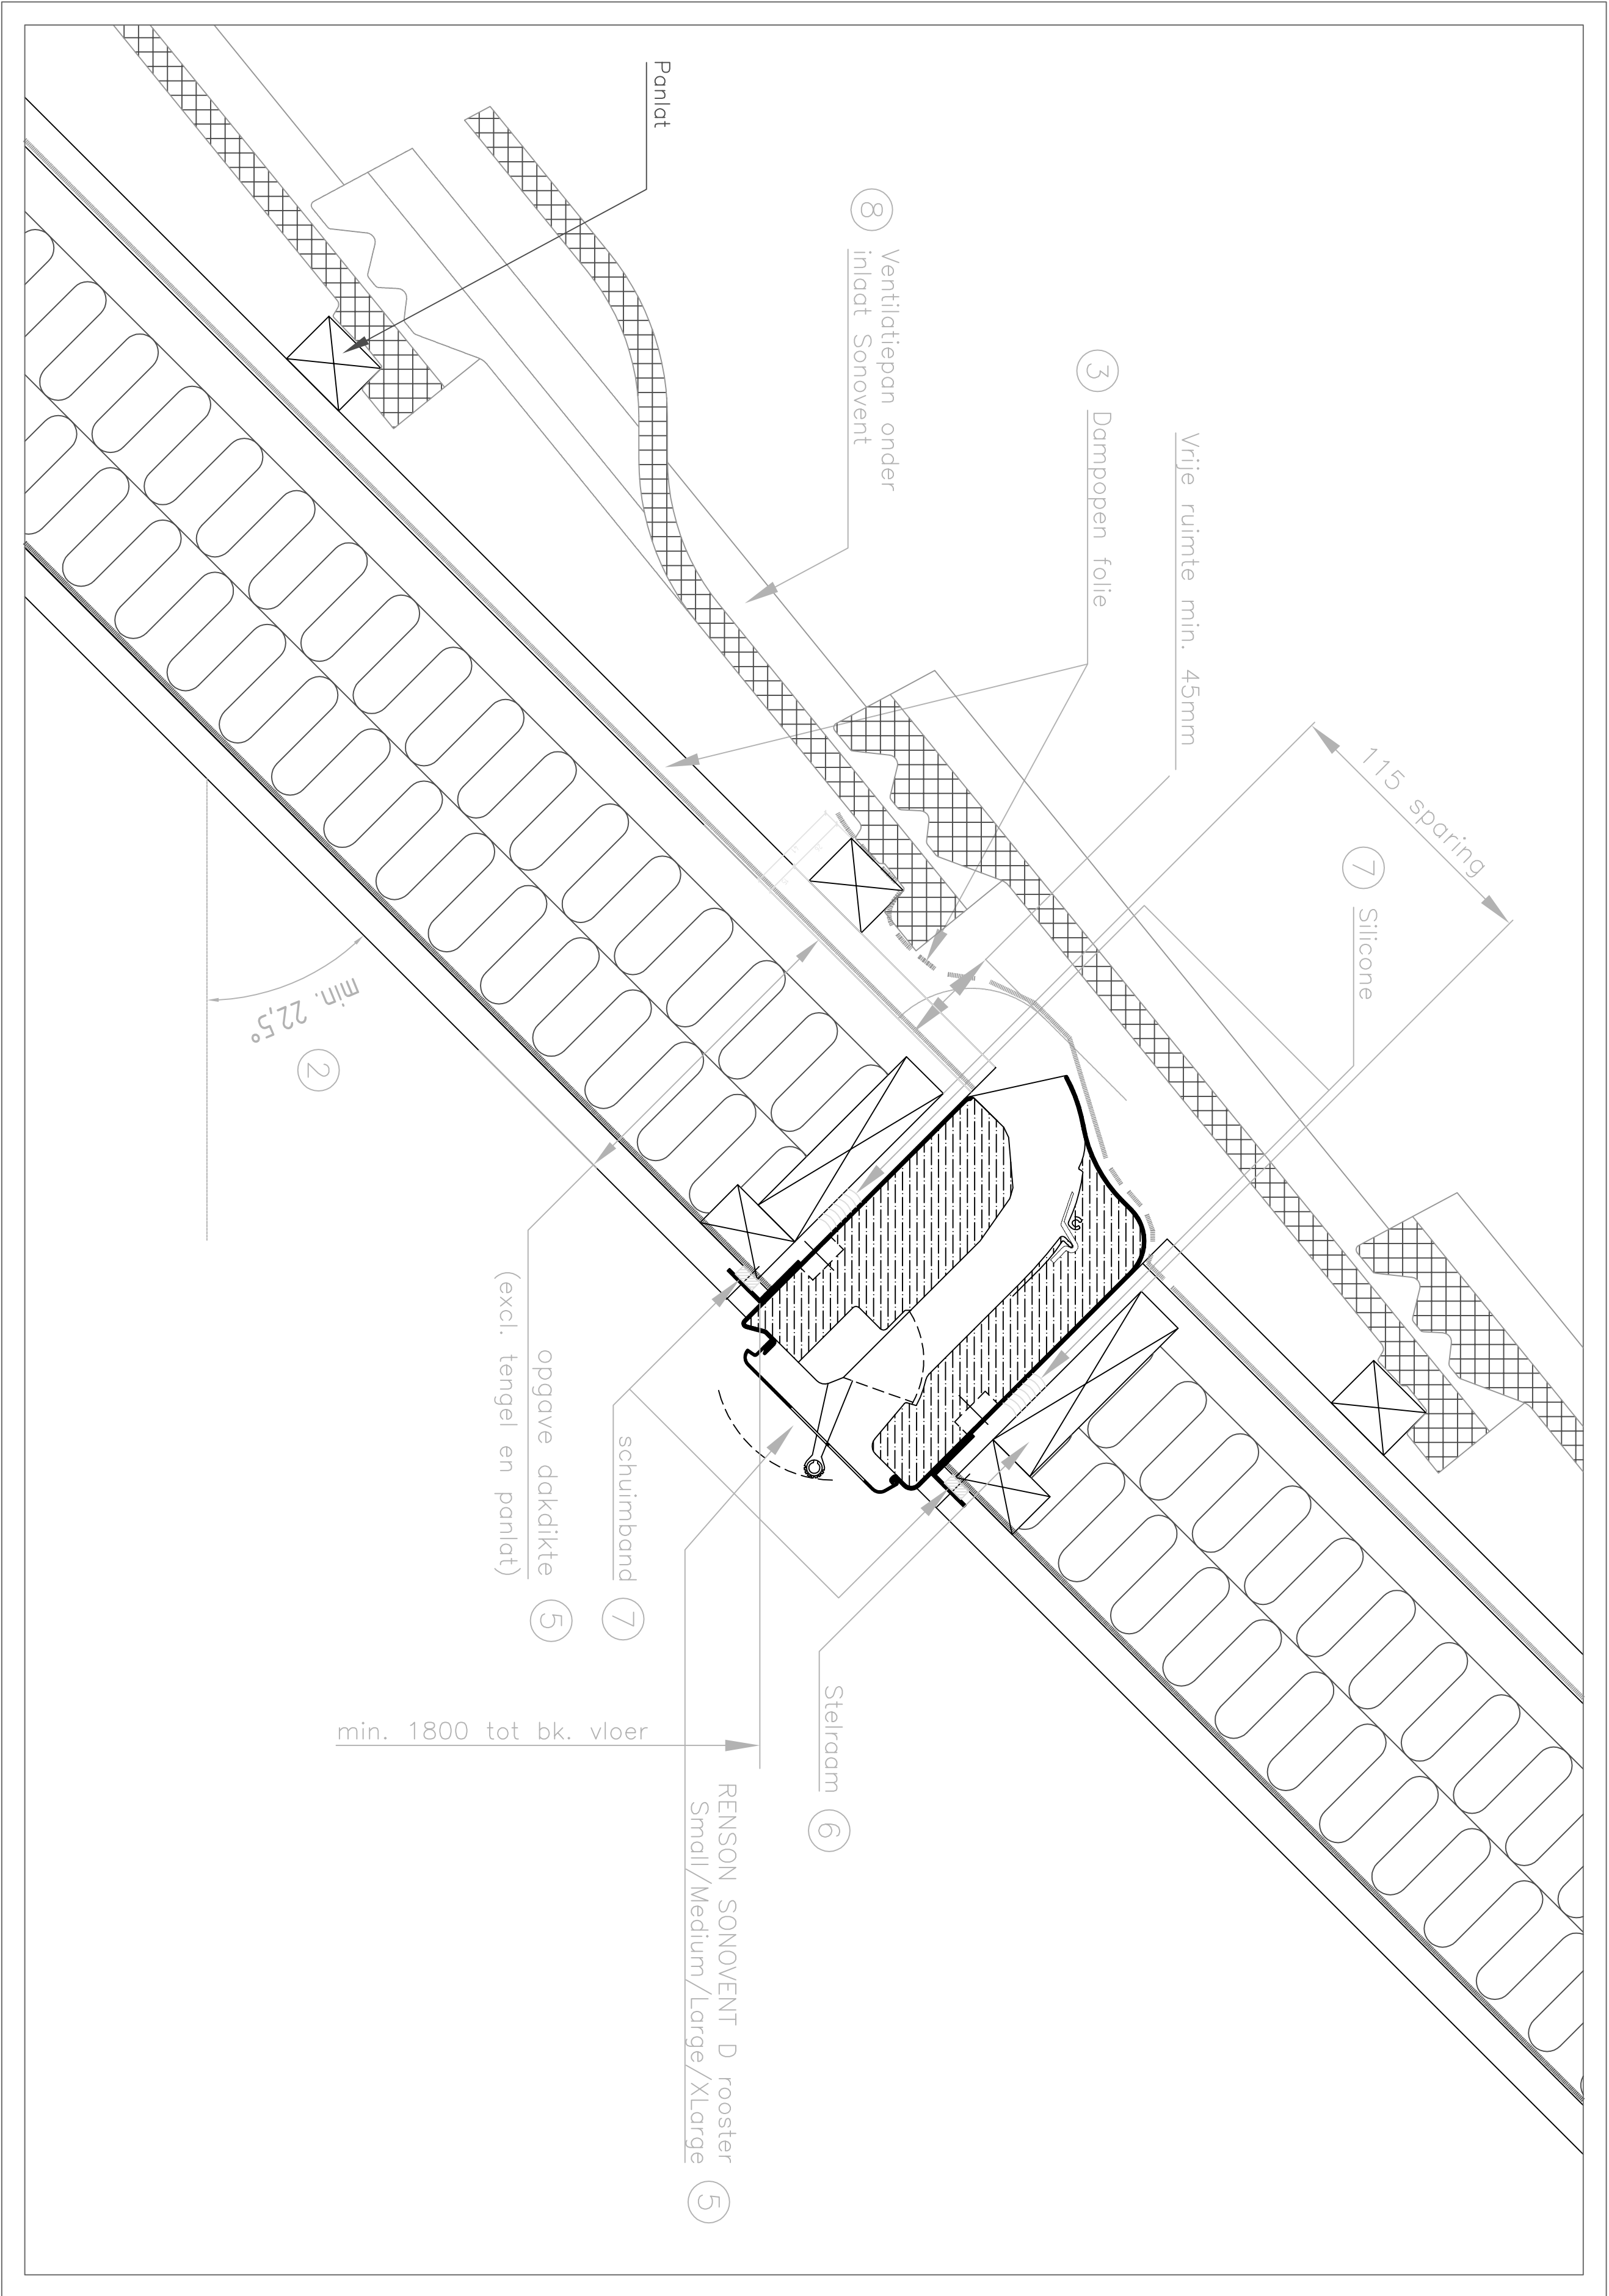 Panlat
8
Ventilatiepan onder
inlaat Sonovent
3 Dampopen folie
Vrije ruimte min. 45mm
115 sparing
7 Silicone
min. 22,5°
2
opgave dakdikte 5
(excl. tengel en panlat)
schuimband 7
Stelraam 6
min. 1800 tot bk. vloer
RENSON SONOVENT D rooster
Small/Medium/Large/XLarge 5